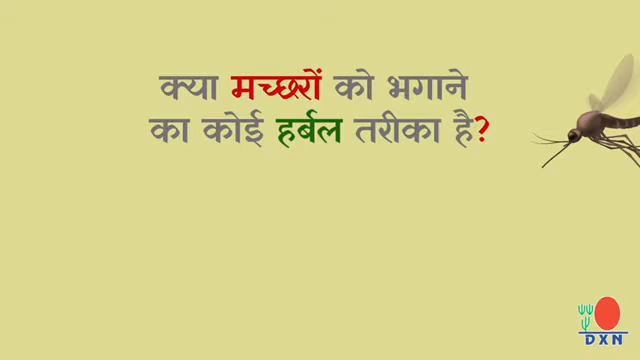 क्या मच्छरों को भगाने
का कोई हर्बल तरीका है?
DXN